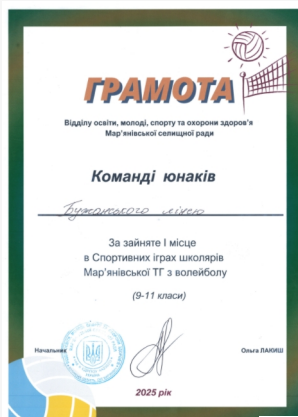 ГРАМОТА
Відділу освіти, молоді, спорту та охорони здоров'я
Мар'янівської селищної ради
Команді юнаків
Бужанського ліцею
За зайняте І місце
в Спортивних іграх школярів
Мар'янівської ТГ з волейболу
(9-11 класи)
Начальник
Ольга ЛАКИШ
2025 рік